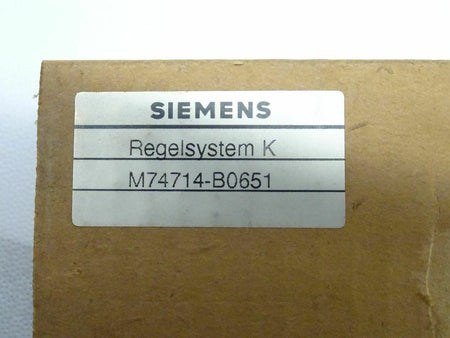 SIEMENS
Regelsystem K
M74714-B0651